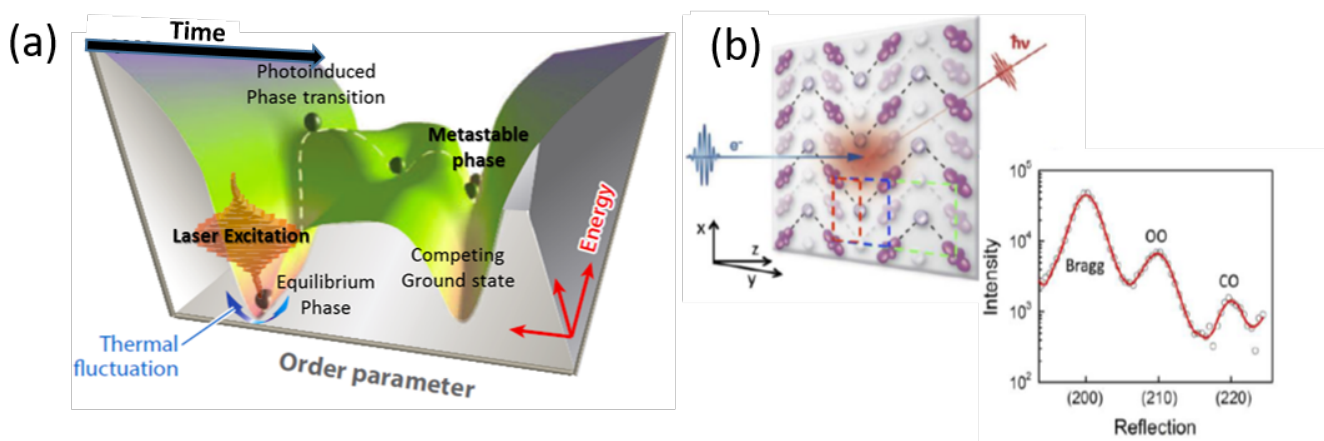 (a)
Time
Photoinduced
Phase transition
Metastable
phase
Laser Excitation
Equilibrium
Phase
Competing
Ground state
Energy
Thermal
fluctuation
Order parameter
(b)
ħν
e⁻
x
z
y
Intensity
10⁵
10⁴
10³
10²
Bragg
OO
CO
(200)
(210)
(220)
Reflection